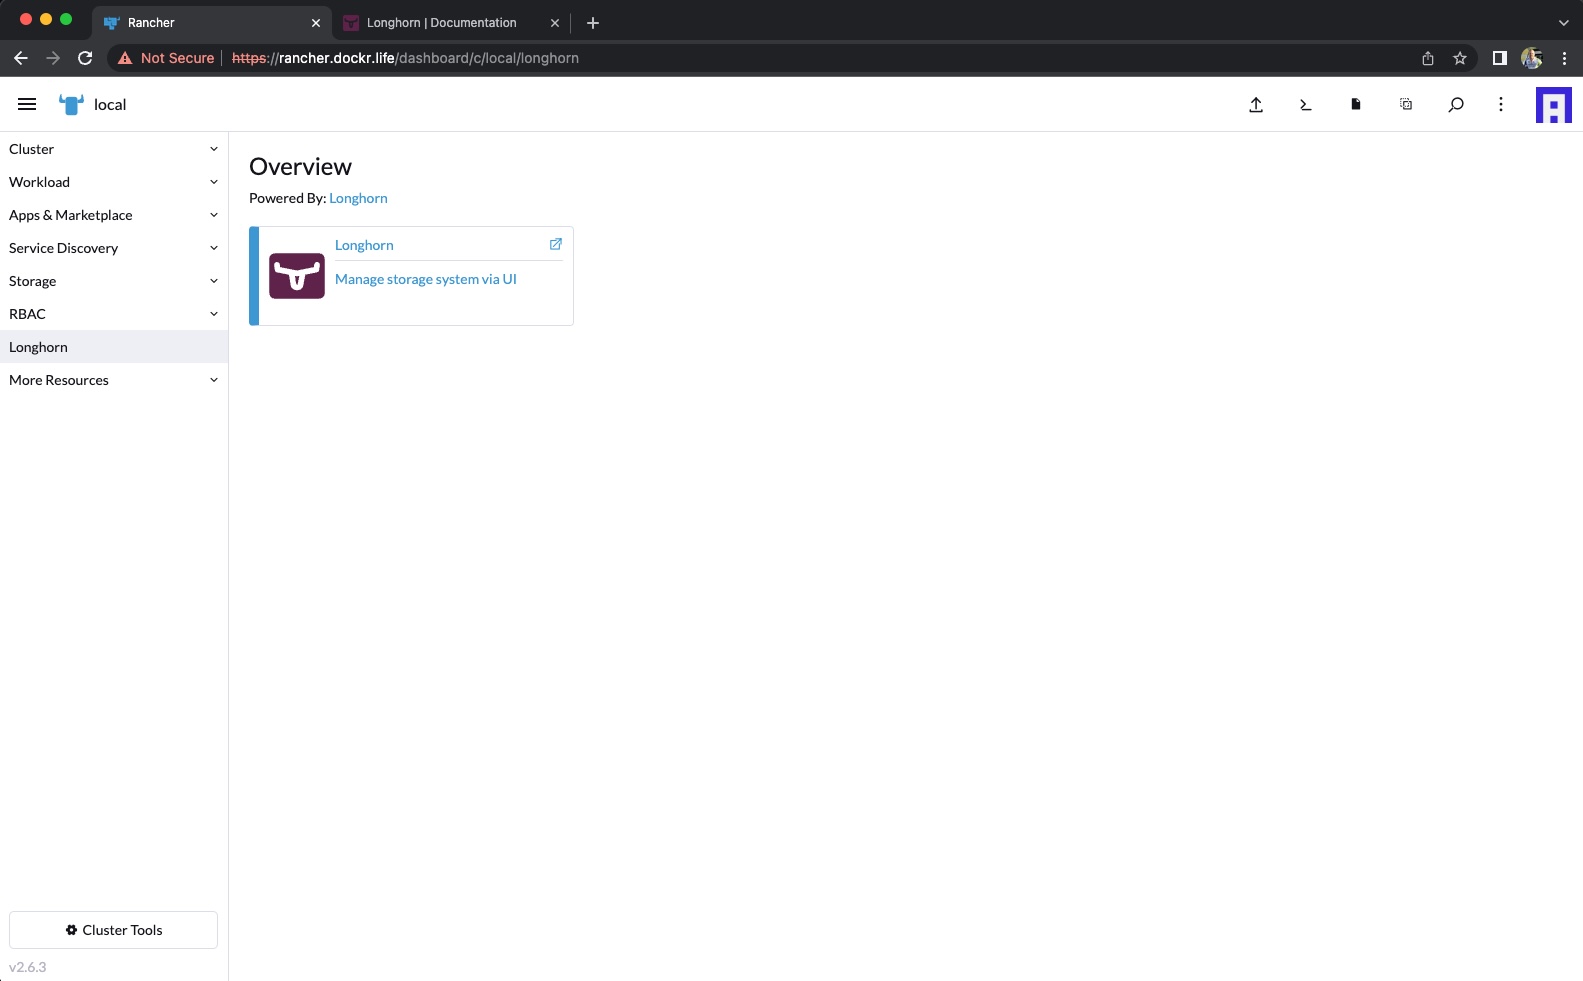 Rancher
Longhorn | Documentation
Not Secure
https://rancher.dockr.life/dashboard/c/local/longhorn
local
Cluster
Workload
Apps & Marketplace
Service Discovery
Storage
RBAC
Longhorn
More Resources
Overview
Powered By: Longhorn
Longhorn
Manage storage system via UI
Cluster Tools
v2.6.3